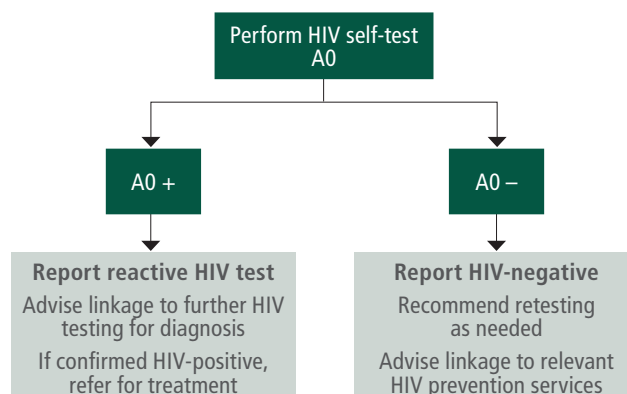 Perform HIV self-test
A0
A0 +
A0 –
Report reactive HIV test
Advise linkage to further HIV
testing for diagnosis
If confirmed HIV-positive,
refer for treatment
Report HIV-negative
Recommend retesting
as needed
Advise linkage to relevant
HIV prevention services